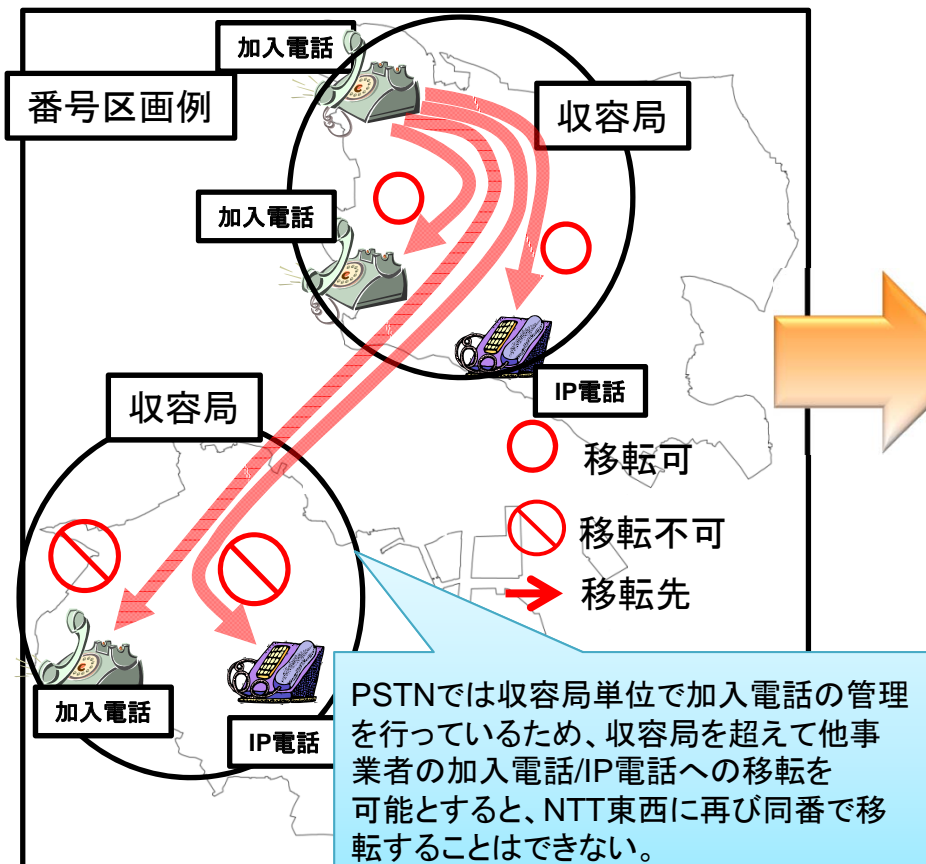 加入電話
番号区画例
収容局
加入電話
IP電話
収容局
移転可
移転不可
移転先
加入電話
IP電話
PSTNでは収容局単位で加入電話の管理
を行っているため、収容局を超えて他事
業者の加入電話/IP電話への移転を
可能とすると、NTT東西に再び同番で移
転することはできない。